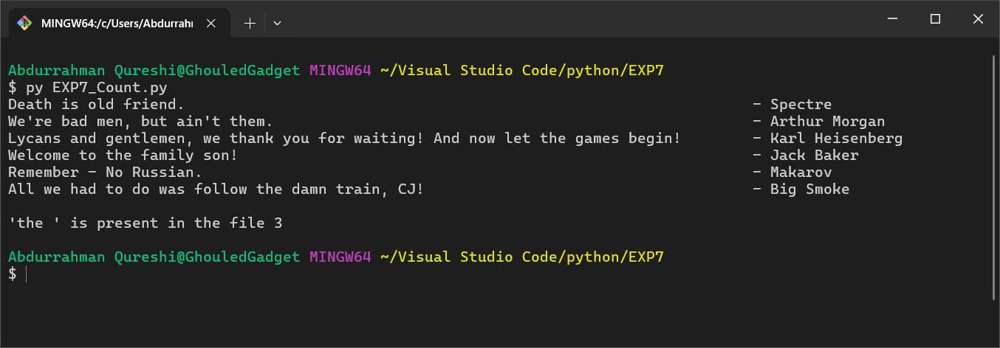 MINGW64:/c/Users/Abdurrahr
Abdurrahman Qureshi@GhouledGadget MINGW64 ~/Visual Studio Code/python/EXP7
$ py EXP7_Count.py
Death is old friend. - Spectre
We're bad men, but ain't them. - Arthur Morgan
Lycans and gentlemen, we thank you for waiting! And now let the games begin! - Karl Heisenberg
Welcome to the family son! - Jack Baker
Remember - No Russian. - Makarov
All we had to do was follow the damn train, CJ! - Big Smoke
'the ' is present in the file 3
Abdurrahman Qureshi@GhouledGadget MINGW64 ~/Visual Studio Code/python/EXP7
$